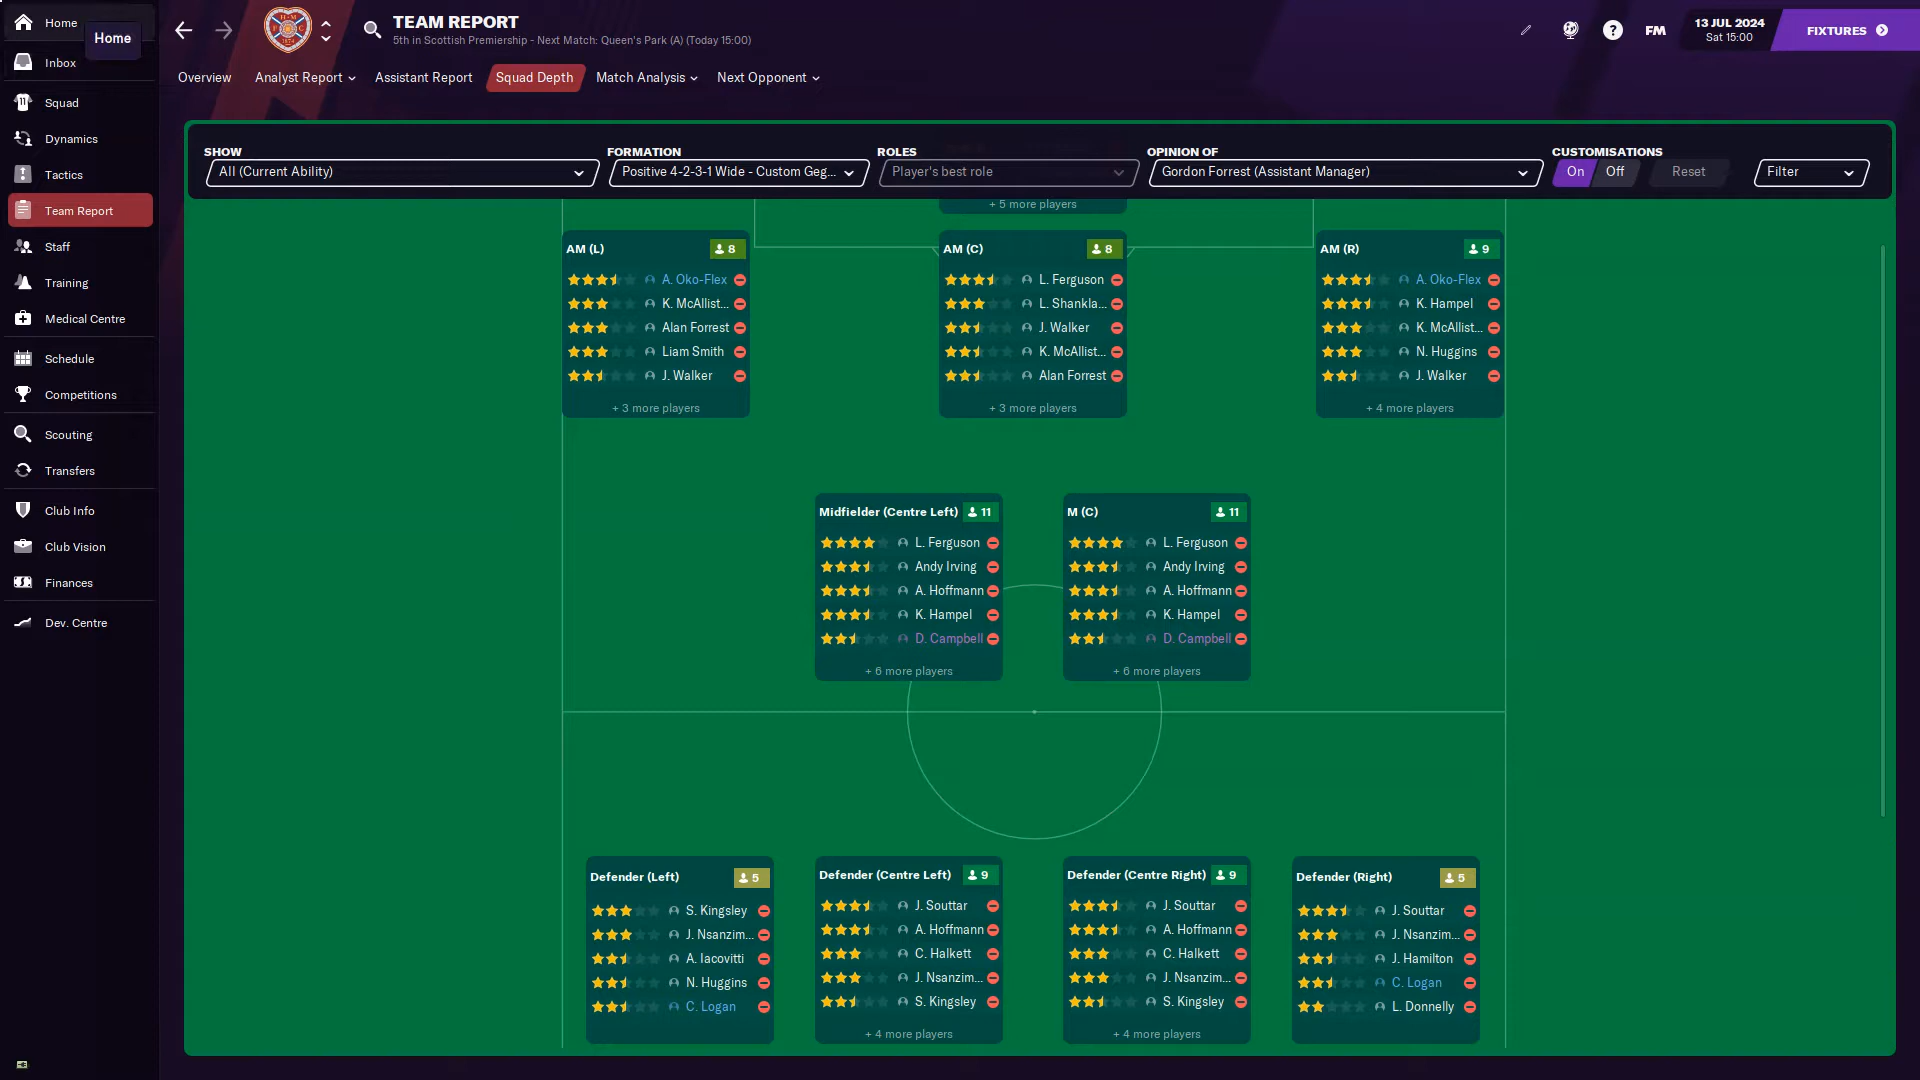 Home
Home
Inbox
Squad
Dynamics
Tactics
Team Report
Staff
Training
Medical Centre
Schedule
Competitions
Scouting
Transfers
Club Info
Club Vision
Finances
Dev. Centre
TEAM REPORT
5th in Scottish Premiership - Next Match: Queen's Park (A) (Today 15:00)
FM
13 JUL 2024
Sat 15:00
FIXTURES
Overview Analyst Report Assistant Report Squad Depth Match Analysis Next Opponent
SHOW
All (Current Ability)
FORMATION
Positive 4-2-3-1 Wide - Custom Geg...
ROLES
Player's best role
OPINION OF
Gordon Forrest (Assistant Manager)
CUSTOMISATIONS
On Off Reset
Filter
+ 5 more players
AM (L) 8
A. Oko-Flex
K. McAllist...
Alan Forrest
Liam Smith
J. Walker
+ 3 more players
AM (C) 8
L. Ferguson
L. Shankla...
J. Walker
K. McAllist...
Alan Forrest
+ 3 more players
AM (R) 9
A. Oko-Flex
K. Hampel
K. McAllist...
N. Huggins
J. Walker
+ 4 more players
Midfielder (Centre Left) 11
L. Ferguson
Andy Irving
A. Hoffmann
K. Hampel
D. Campbell
+ 6 more players
M (C) 11
L. Ferguson
Andy Irving
A. Hoffmann
K. Hampel
D. Campbell
+ 6 more players
Defender (Left) 5
S. Kingsley
J. Nsanzim...
A. Iacovitti
N. Huggins
C. Logan
Defender (Centre Left) 9
J. Souttar
A. Hoffmann
C. Halkett
J. Nsanzim...
S. Kingsley
+ 4 more players
Defender (Centre Right) 9
J. Souttar
A. Hoffmann
C. Halkett
J. Nsanzim...
S. Kingsley
+ 4 more players
Defender (Right) 5
J. Souttar
J. Nsanzim...
J. Hamilton
C. Logan
L. Donnelly